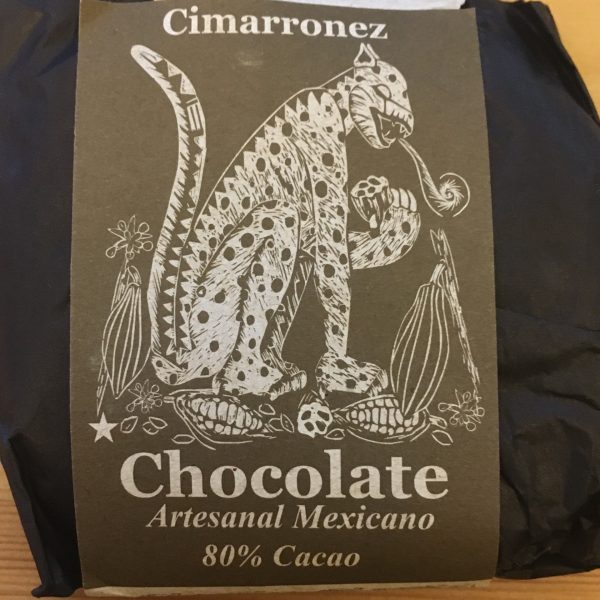 Cimarronez
Chocolate
Artesanal Mexicano
80% Cacao